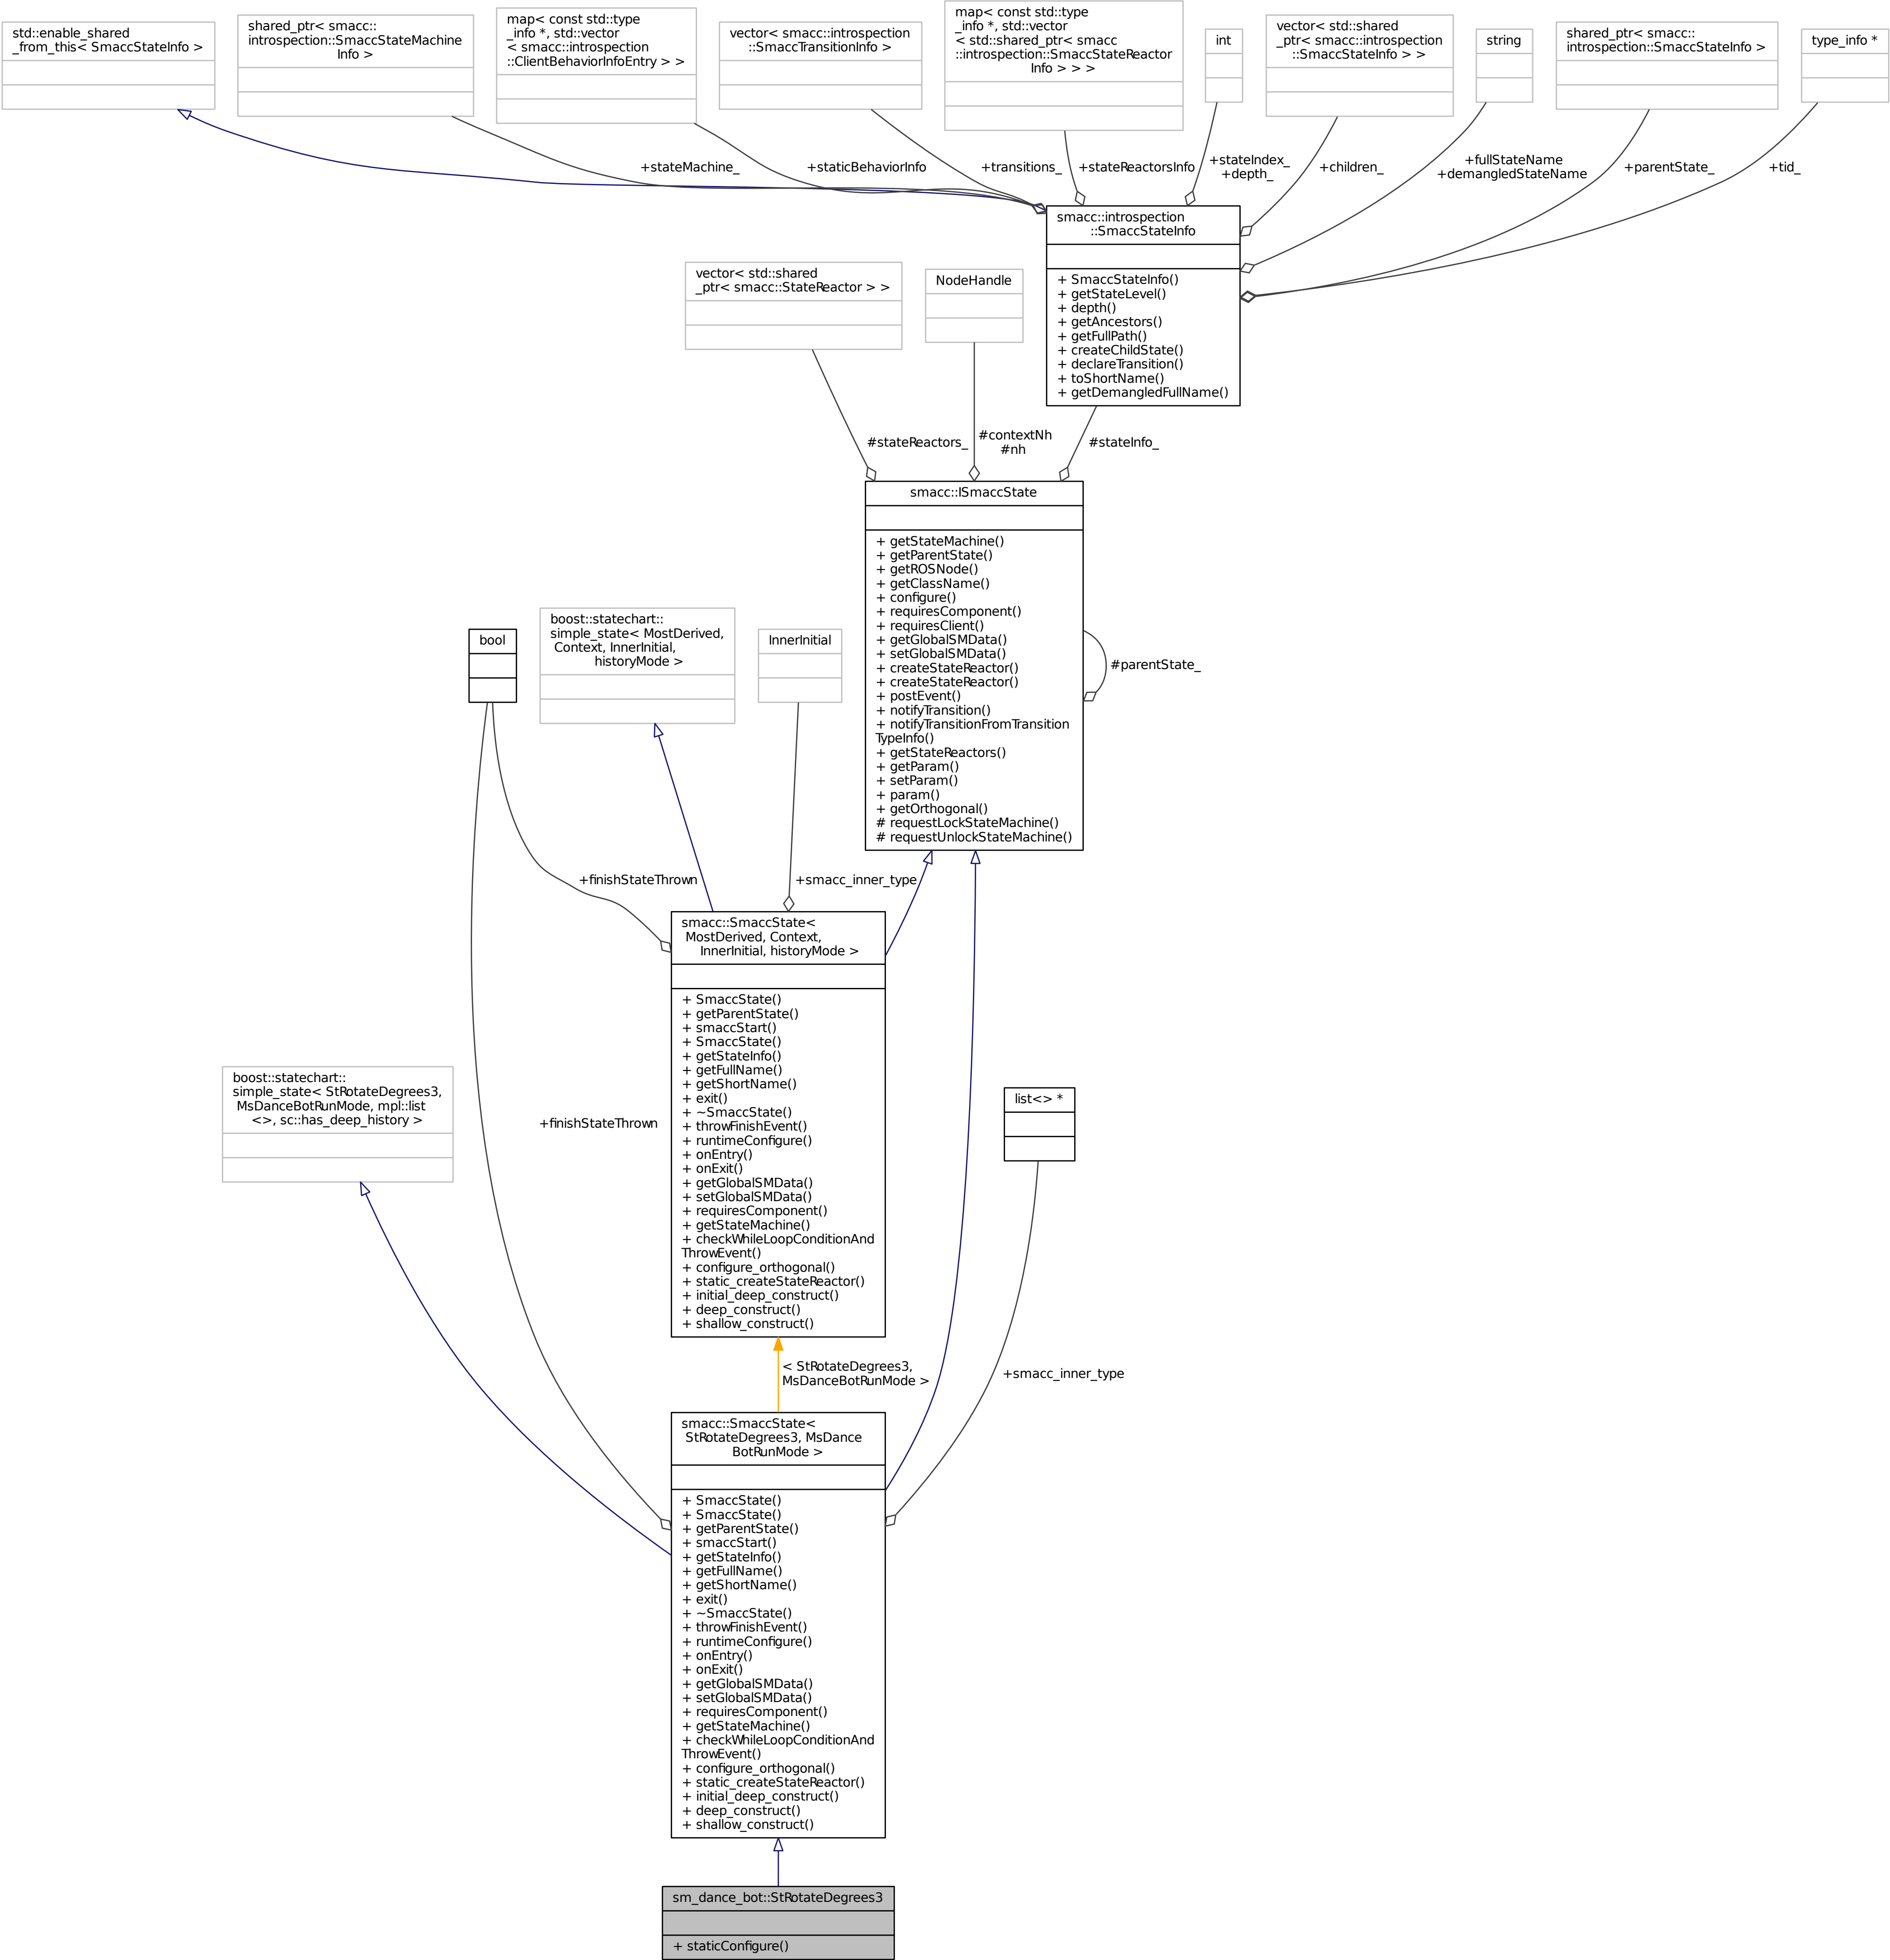 std::enable_shared
_from_this< SmaccStateInfo >
shared_ptr< smacc::
introspection::SmaccStateMachine
Info >
map< const std::type
_info *, std::vector
< smacc::introspection
::ClientBehaviorInfoEntry > >
vector< smacc::introspection
::SmaccTransitionInfo >
map< const std::type
_info *, std::vector
< std::shared_ptr< smacc
::introspection::SmaccStateReactor
Info > > >
int
vector< std::shared
_ptr< smacc::introspection
::SmaccStateInfo > >
string
shared_ptr< smacc::
introspection::SmaccStateInfo >
type_info *
+stateMachine_
+staticBehaviorInfo
+transitions_
+stateReactorsInfo
+stateIndex_
+depth_
+children_
+fullStateName
+demangledStateName
+parentState_
+tid_
smacc::introspection
::SmaccStateInfo
+ SmaccStateInfo()
+ getStateLevel()
+ depth()
+ getAncestors()
+ getFullPath()
+ createChildState()
+ declareTransition()
+ toShortName()
+ getDemangledFullName()
vector< std::shared
_ptr< smacc::StateReactor > >
NodeHandle
#stateReactors_
#contextNh
#nh
#stateInfo_
smacc::ISmaccState
+ getStateMachine()
+ getParentState()
+ getROSNode()
+ getClassName()
+ configure()
+ requiresComponent()
+ requiresClient()
+ getGlobalSMData()
+ setGlobalSMData()
+ createStateReactor()
+ createStateReactor()
+ postEvent()
+ notifyTransition()
+ notifyTransitionFromTransition
TypeInfo()
+ getStateReactors()
+ getParam()
+ setParam()
+ param()
+ getOrthogonal()
# requestLockStateMachine()
# requestUnlockStateMachine()
#parentState_
bool
boost::statechart::
simple_state< MostDerived,
Context, InnerInitial,
historyMode >
InnerInitial
+finishStateThrown
+smacc_inner_type
smacc::SmaccState<
MostDerived, Context,
InnerInitial, historyMode >
+ SmaccState()
+ getParentState()
+ smaccStart()
+ SmaccState()
+ getStateInfo()
+ getFullName()
+ getShortName()
+ exit()
+ ~SmaccState()
+ throwFinishEvent()
+ runtimeConfigure()
+ onEntry()
+ onExit()
+ getGlobalSMData()
+ setGlobalSMData()
+ requiresComponent()
+ getStateMachine()
+ checkWhileLoopConditionAnd
ThrowEvent()
+ configure_orthogonal()
+ static_createStateReactor()
+ initial_deep_construct()
+ deep_construct()
+ shallow_construct()
boost::statechart::
simple_state< StRotateDegrees3,
MsDanceBotRunMode, mpl::list
<>, sc::has_deep_history >
+finishStateThrown
list<> *
< StRotateDegrees3,
MsDanceBotRunMode >
+smacc_inner_type
smacc::SmaccState<
StRotateDegrees3, MsDance
BotRunMode >
+ SmaccState()
+ SmaccState()
+ getParentState()
+ smaccStart()
+ getStateInfo()
+ getFullName()
+ getShortName()
+ exit()
+ ~SmaccState()
+ throwFinishEvent()
+ runtimeConfigure()
+ onEntry()
+ onExit()
+ getGlobalSMData()
+ setGlobalSMData()
+ requiresComponent()
+ getStateMachine()
+ checkWhileLoopConditionAnd
ThrowEvent()
+ configure_orthogonal()
+ static_createStateReactor()
+ initial_deep_construct()
+ deep_construct()
+ shallow_construct()
sm_dance_bot::StRotateDegrees3
+ staticConfigure()